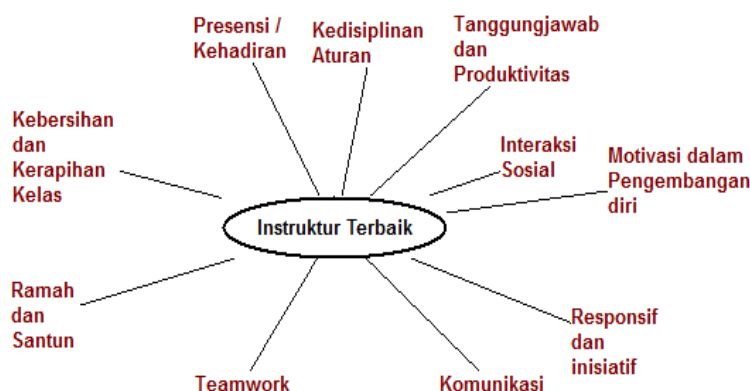 Presensi /
Kehadiran
Kedisiplinan
Aturan
Tanggungjawab
dan
Produktivitas
Kebersihan
dan
Kerapihan
Kelas
Interaksi
Sosial
Motivasi dalam
Pengembangan
diri
Instruktur Terbaik
Ramah
dan
Santun
Responsif
dan
inisiatif
Teamwork
Komunikasi